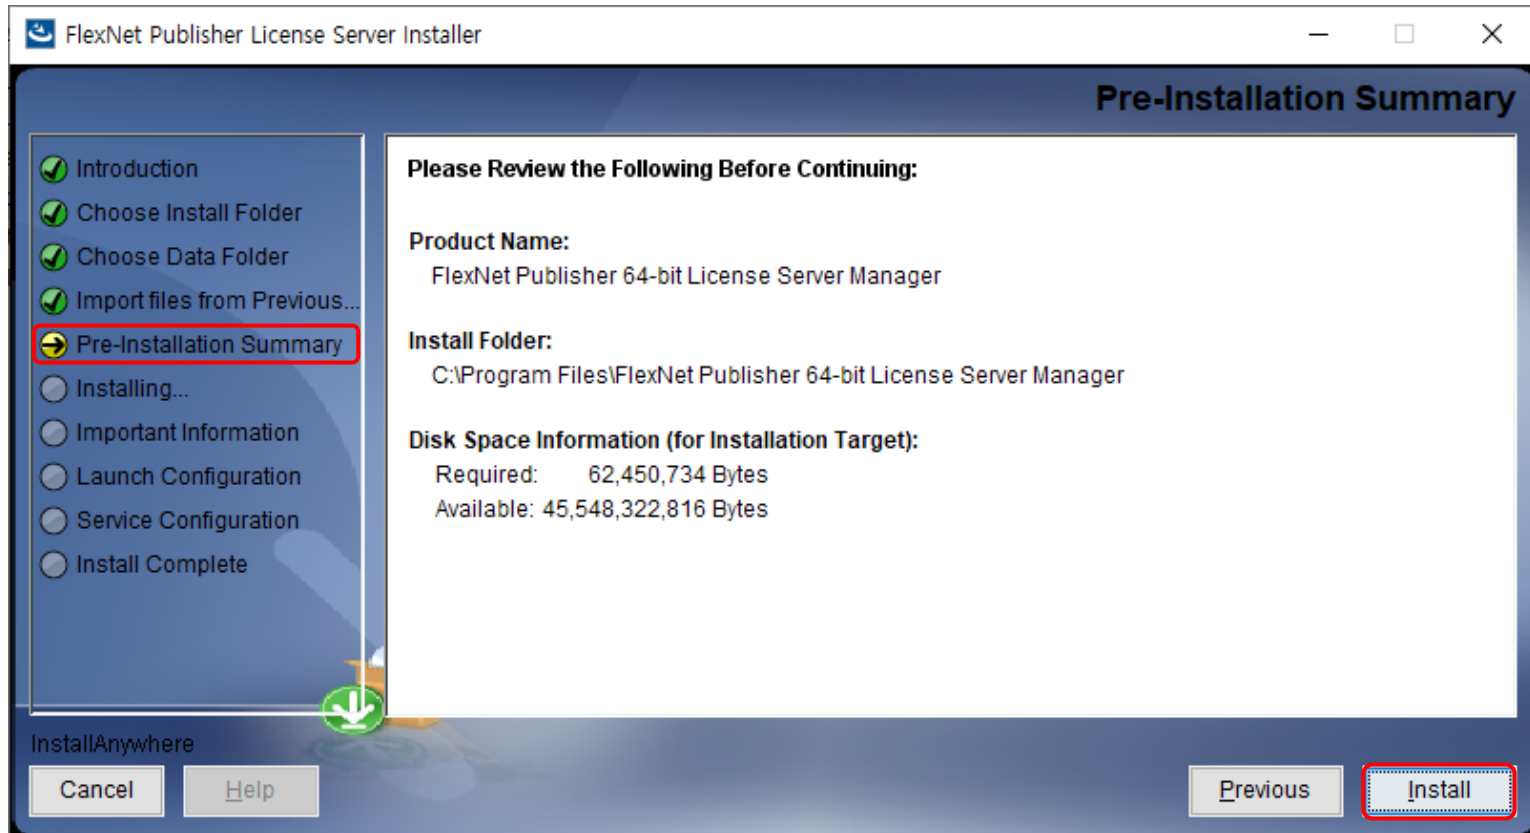 FlexNet Publisher License Server Installer
Pre-Installation Summary
Introduction
Choose Install Folder
Choose Data Folder
Import files from Previous...
Pre-Installation Summary
Installing...
Important Information
Launch Configuration
Service Configuration
Install Complete
Please Review the Following Before Continuing:
Product Name:
FlexNet Publisher 64-bit License Server Manager
Install Folder:
C:\Program Files\FlexNet Publisher 64-bit License Server Manager
Disk Space Information (for Installation Target):
Required: 62,450,734 Bytes
Available: 45,548,322,816 Bytes
InstallAnywhere
Cancel Help Previous Install